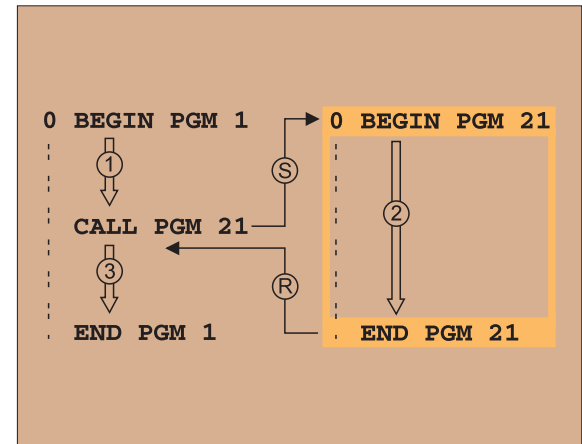 0 BEGIN PGM 1
1
CALL PGM 21
3
END PGM 1
S
R
0 BEGIN PGM 21
2
END PGM 21